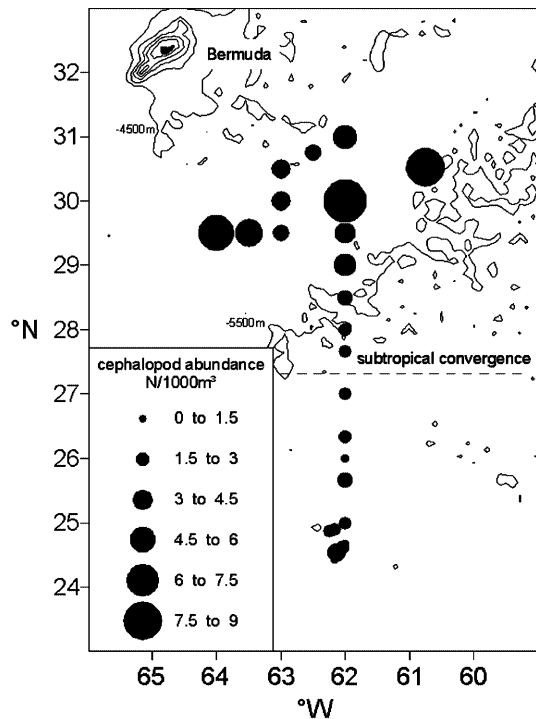 32
Bermuda
-4500m
31
30
29
-5500m
28
°N
subtropical convergence
cephalopod abundance
N/1000m³
27
0 to 1.5
26
1.5 to 3
3 to 4.5
25
4.5 to 6
24
6 to 7.5
7.5 to 9
65 64 63 62 61 60
°W